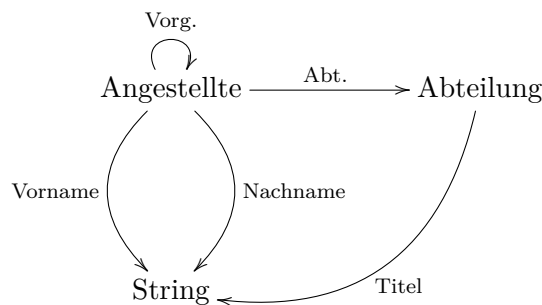 Vorg.
Angestellte
Abt.
Abteilung
Vorname
Nachname
Titel
String